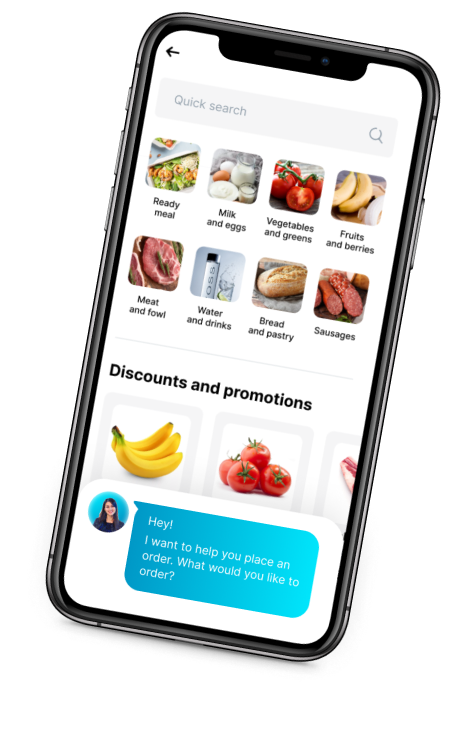 Quick search
Ready
meal
Milk
and eggs
Vegetables
and greens
Fruits
and berries
Meat
and fowl
Water
and drinks
Bread
and pastry
Sausages
Discounts and promotions
Hey!
I want to help you place an
order. What would you like to
order?